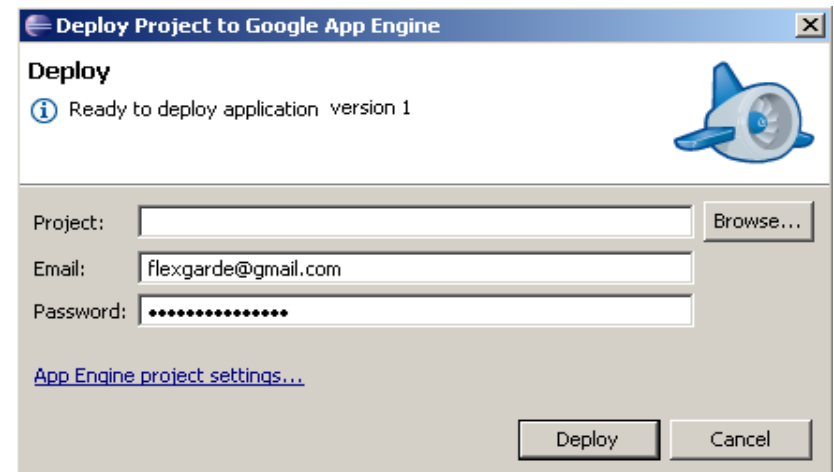 Deploy Project to Google App Engine
Deploy
Ready to deploy application version 1
Project: Browse...
Email: flexgarde@gmail.com
Password: •••••••••••••••
App Engine project settings...
Deploy Cancel